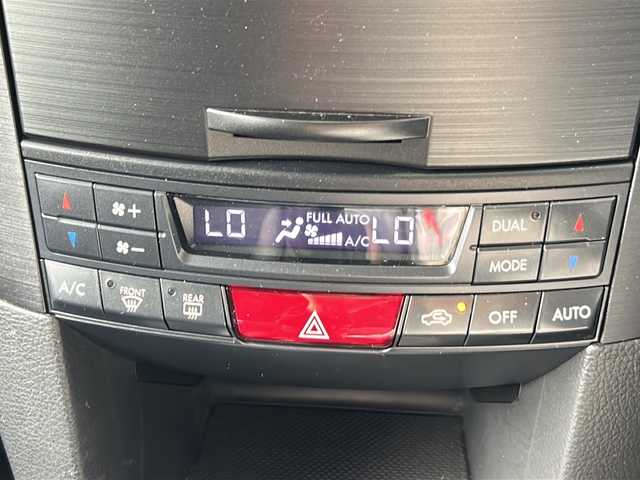 LO FULL AUTO A/C LO
+
−
DUAL
MODE
A/C FRONT REAR OFF AUTO